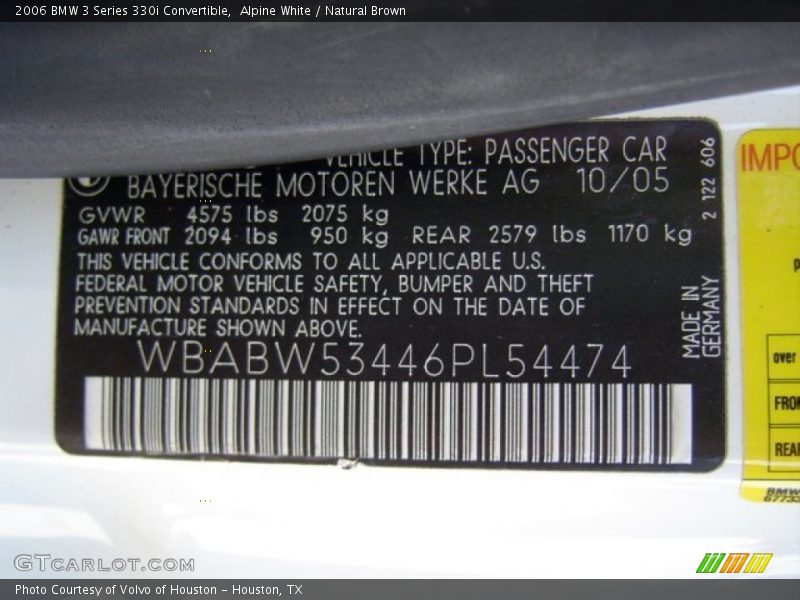 2006 BMW 3 Series 330i Convertible,  Alpine White / Natural Brown
VEHICLE TYPE: PASSENGER CAR
BAYERISCHE MOTOREN WERKE AG 10/05
GVWR 4575 lbs 2075 kg
GAWR FRONT 2094 lbs 950 kg REAR 2579 lbs 1170 kg
THIS VEHICLE CONFORMS TO ALL APPLICABLE U.S.
FEDERAL MOTOR VEHICLE SAFETY, BUMPER AND THEFT
PREVENTION STANDARDS IN EFFECT ON THE DATE OF
MANUFACTURE SHOWN ABOVE.
WBABW53446PL54474
2 122 606
MADE IN
GERMANY
IMPO
over
FRON
REAR
BMW
GTCARLOT.COM
Photo Courtesy of Volvo of Houston - Houston, TX